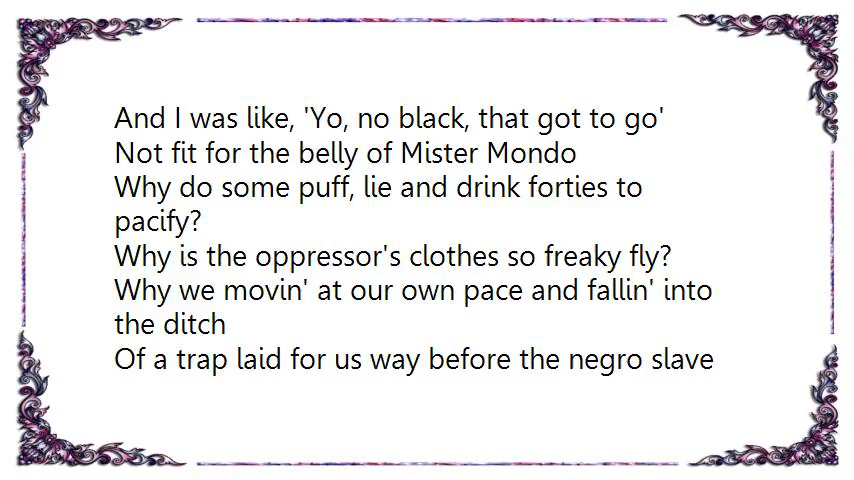 And I was like, 'Yo, no black, that got to go'
Not fit for the belly of Mister Mondo
Why do some puff, lie and drink forties to
pacify?
Why is the oppressor's clothes so freaky fly?
Why we movin' at our own pace and fallin' into
the ditch
Of a trap laid for us way before the negro slave